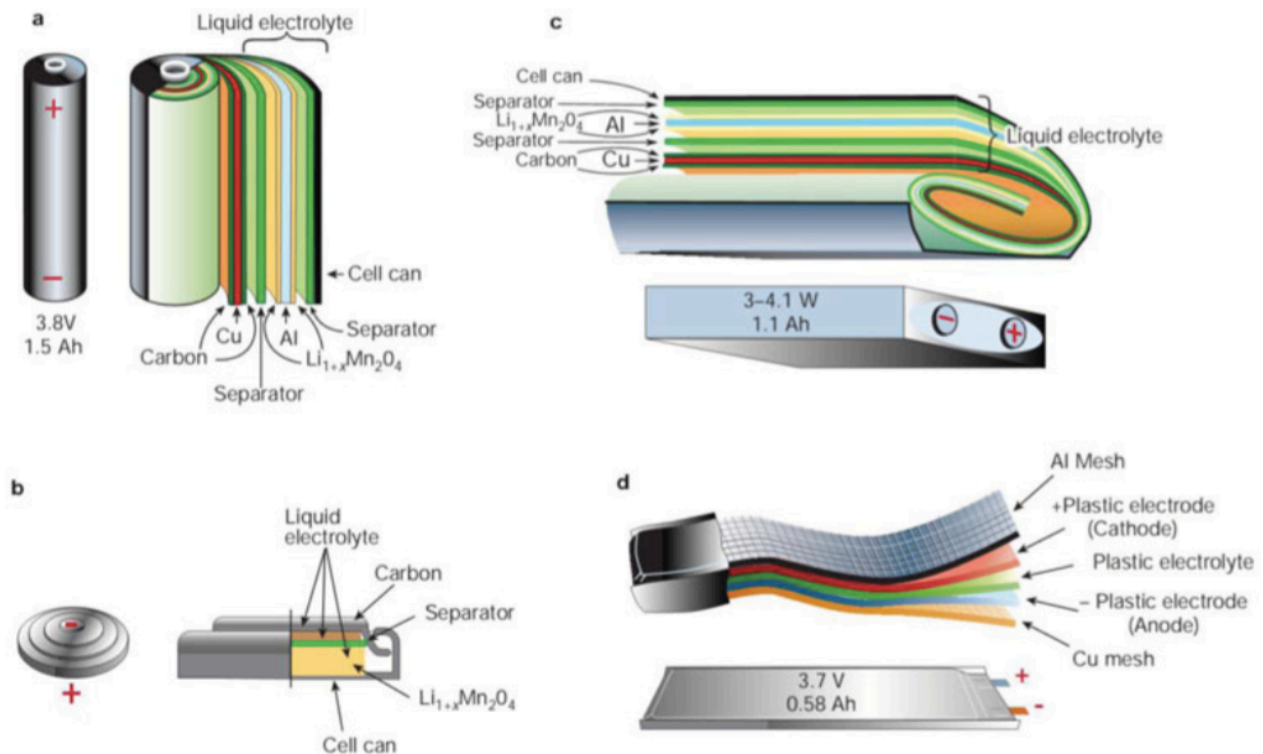 a
Liquid electrolyte
+
−
3.8V
1.5 Ah
Cell can
Cu
Al
Separator
Carbon
Li1+xMn2O4
Separator
c
Cell can
Separator
Li1+xMn2O4
Al
Separator
Carbon
Cu
Liquid electrolyte
3–4.1 W
1.1 Ah
−
+
b
Liquid
electrolyte
Carbon
Separator
-
+
Li1+xMn2O4
Cell can
d
Al Mesh
+Plastic electrode
(Cathode)
Plastic electrolyte
– Plastic electrode
(Anode)
Cu mesh
3.7 V
0.58 Ah
+
-